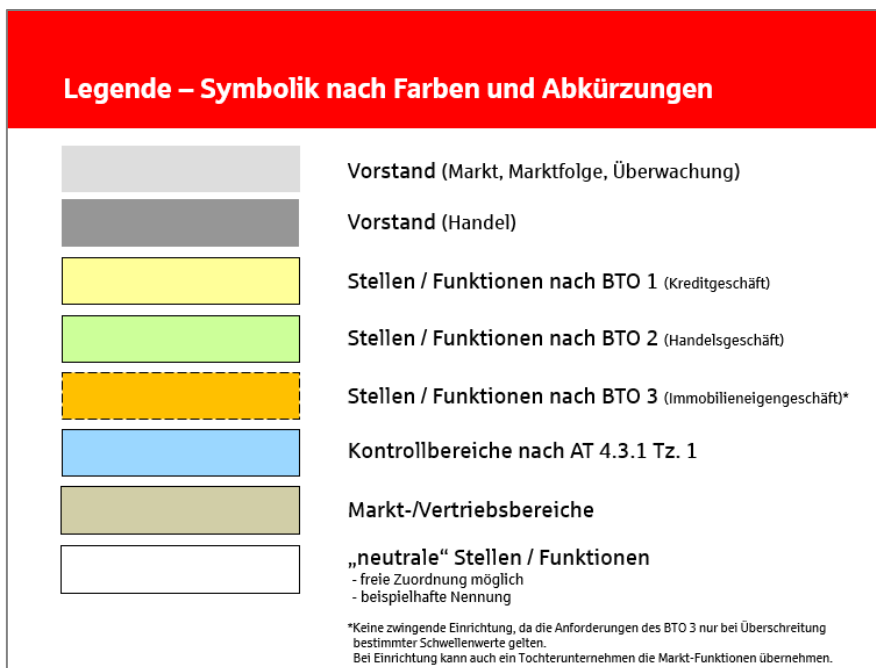 Legende – Symbolik nach Farben und Abkürzungen
Vorstand (Markt, Marktfolge, Überwachung)
Vorstand (Handel)
Stellen / Funktionen nach BTO 1 (Kreditgeschäft)
Stellen / Funktionen nach BTO 2 (Handelsgeschäft)
Stellen / Funktionen nach BTO 3 (Immobilieneigengeschäft)*
Kontrollbereiche nach AT 4.3.1 Tz. 1
Markt-/Vertriebsbereiche
„neutrale“ Stellen / Funktionen
- freie Zuordnung möglich
- beispielhafte Nennung
*Keine zwingende Einrichtung, da die Anforderungen des BTO 3 nur bei Überschreitung
bestimmter Schwellenwerte gelten.
Bei Einrichtung kann auch ein Tochterunternehmen die Markt-Funktionen übernehmen.